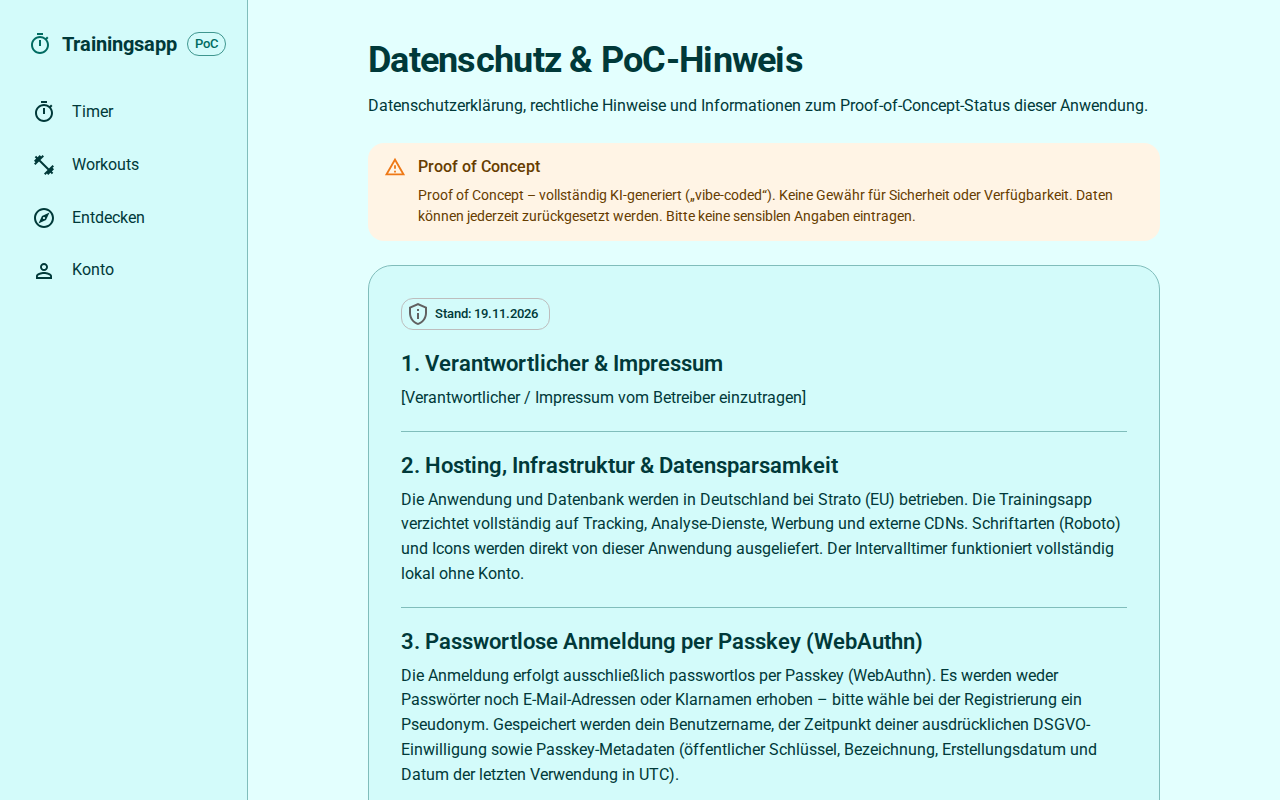 Trainingsapp PoC
Timer
Workouts
Entdecken
Konto
Datenschutz & PoC-Hinweis
Datenschutzerklärung, rechtliche Hinweise und Informationen zum Proof-of-Concept-Status dieser Anwendung.
Proof of Concept
Proof of Concept – vollständig KI-generiert („vibe-coded“). Keine Gewähr für Sicherheit oder Verfügbarkeit. Daten
können jederzeit zurückgesetzt werden. Bitte keine sensiblen Angaben eintragen.
Stand: 19.11.2026
1. Verantwortlicher & Impressum
[Verantwortlicher / Impressum vom Betreiber einzutragen]
2. Hosting, Infrastruktur & Datensparsamkeit
Die Anwendung und Datenbank werden in Deutschland bei Strato (EU) betrieben. Die Trainingsapp
verzichtet vollständig auf Tracking, Analyse-Dienste, Werbung und externe CDNs. Schriftarten (Roboto)
und Icons werden direkt von dieser Anwendung ausgeliefert. Der Intervalltimer funktioniert vollständig
lokal ohne Konto.
3. Passwortlose Anmeldung per Passkey (WebAuthn)
Die Anmeldung erfolgt ausschließlich passwortlos per Passkey (WebAuthn). Es werden weder
Passwörter noch E-Mail-Adressen oder Klarnamen erhoben – bitte wähle bei der Registrierung ein
Pseudonym. Gespeichert werden dein Benutzername, der Zeitpunkt deiner ausdrücklichen DSGVO-
Einwilligung sowie Passkey-Metadaten (öffentlicher Schlüssel, Bezeichnung, Erstellungsdatum und
Datum der letzten Verwendung in UTC).